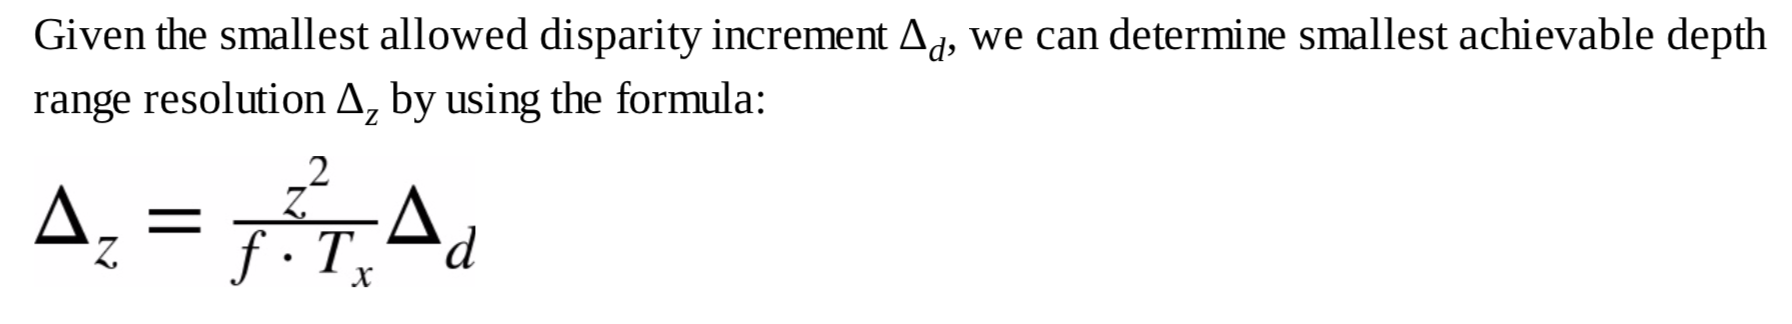 Given the smallest allowed disparity increment Δ_d, we can determine smallest achievable depth
range resolution Δ_z by using the formula:
Δ_z = z^2 / (f · T_x) Δ_d